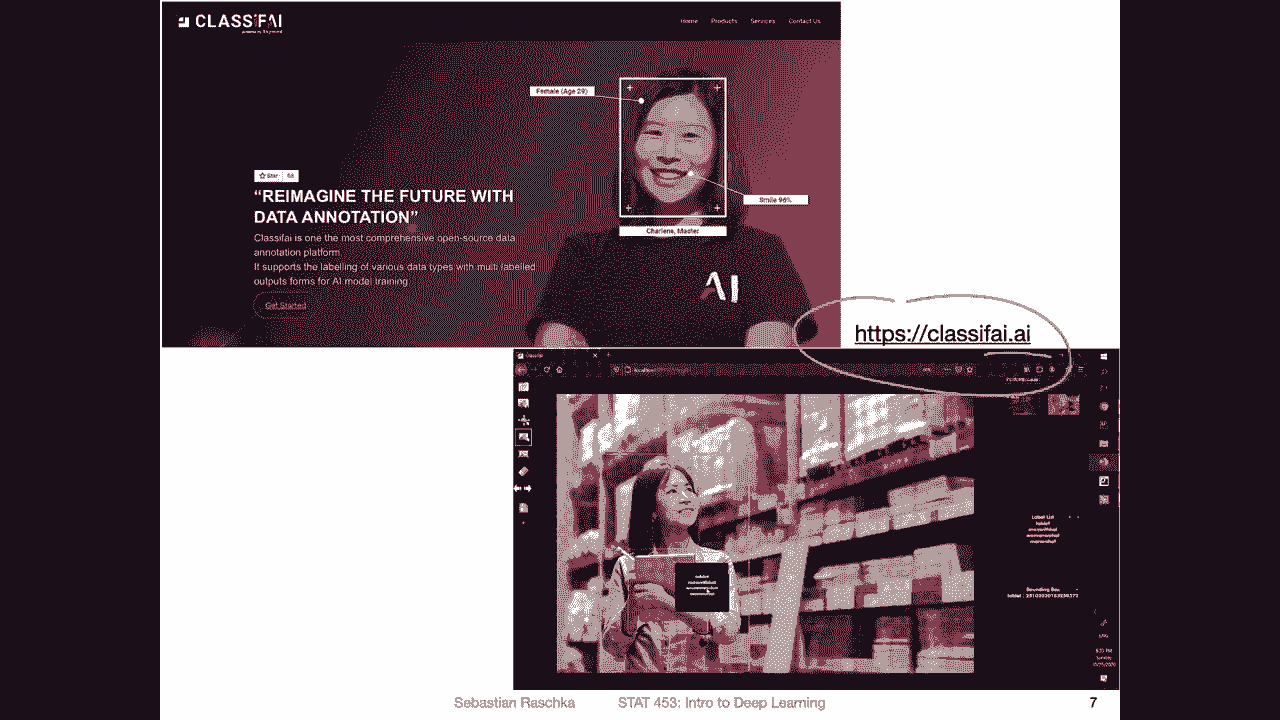 CLASSIFAI
Home Products Services Contact Us
Female (Age 29)
Smile 96%
Charlene, Master
Star
"REIMAGINE THE FUTURE WITH
DATA ANNOTATION"
Classifai is one the most comprehensive open-source data
annotation platform
It supports the labelling of various data types with multi labelled
outputs forms for AI model training
Get Started
AI
https://classifai.ai
Classifai
Label List
tablet
Bounding Box
Sebastian Raschka STAT 453: Intro to Deep Learning 7